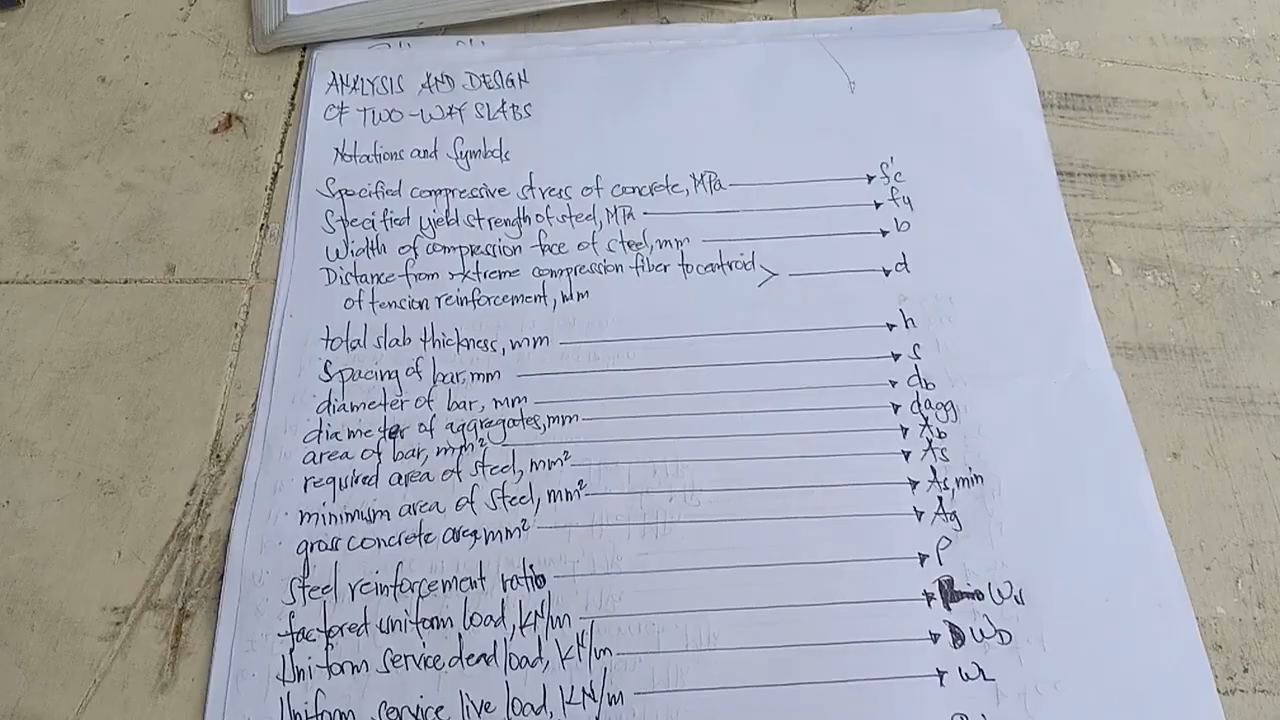 ANALYSIS AND DESIGN
OF TWO-WAY SLABS
Notations and Symbols
Specified compressive stress of concrete, MPa → f'c
Specified yield strength of steel, MPa → fy
Width of compression face of steel, mm → b
Distance from extreme compression fiber to centroid > → d
of tension reinforcement, mm
total slab thickness, mm → h
Spacing of bar, mm → s
diameter of bar, mm → db
diameter of aggregates, mm → dagg
area of bar, mm² → Ab
required area of steel, mm² → As
minimum area of steel, mm² → As,min
gross concrete area, mm² → Ag
steel reinforcement ratio → ρ
factored uniform load, kN/m → Wu
Uniform service dead load, kN/m → WD
Uniform service live load, KN/m → WL